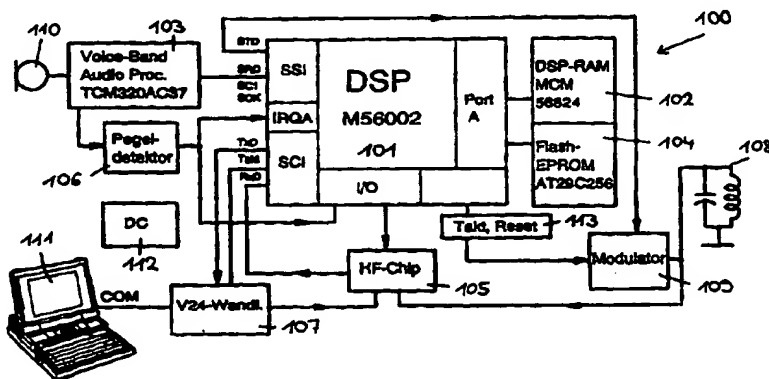 110
103
100
Voice-Band
Audio Proc.
TCM320AC37
STD
SRD
SC1
SCK
SSI
DSP
M56002
101
Port
A
DSP-RAM
MCM
56824
102
IRQA
Pegel-
detektor
106
TxD
RxD
SCI
I/O
Flash-
EPROM
AT29C256
104
108
Takt, Reset
113
DC
112
Modulator
109
HF-Chip
105
111
COM
V24-Wandl.
107